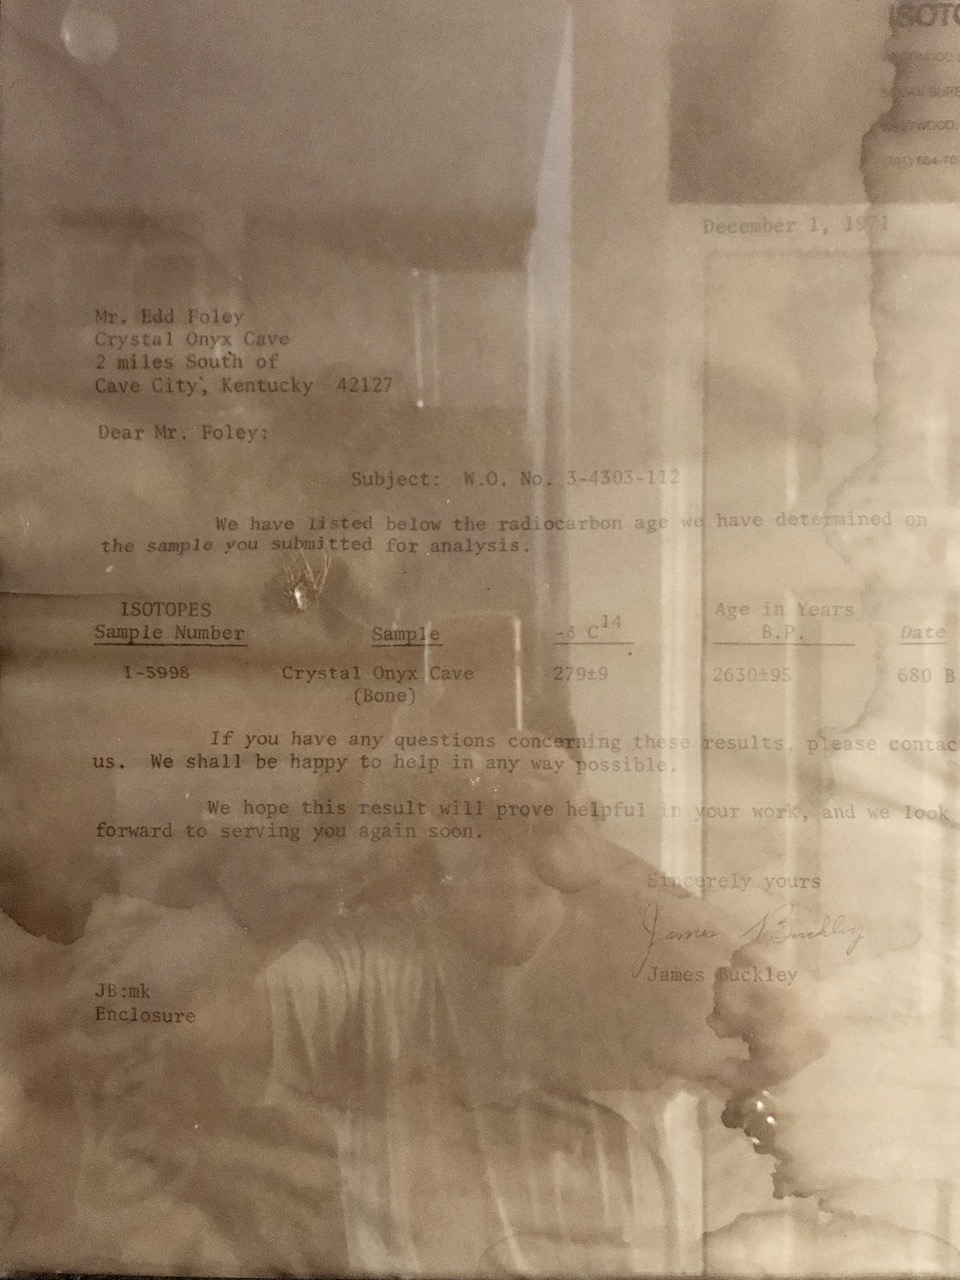 ISOT
WESTWOOD,
December 1, 1971
Mr. Edd Foley
Crystal Onyx Cave
2 miles South of
Cave City, Kentucky 42127
Dear Mr. Foley:
Subject: W.O. No. 3-4303-112
We have listed below the radiocarbon age we have determined on
the sample you submitted for analysis.
ISOTOPES Age in Years
Sample Number Sample -δ C14 B.P. Date
I-5998 Crystal Onyx Cave 279±9 2630±95 680 B
(Bone)
If you have any questions concerning these results, please contac
us. We shall be happy to help in any way possible.
We hope this result will prove helpful in your work, and we look
forward to serving you again soon.
Sincerely yours
James Buckley
James Buckley
JB:mk
Enclosure